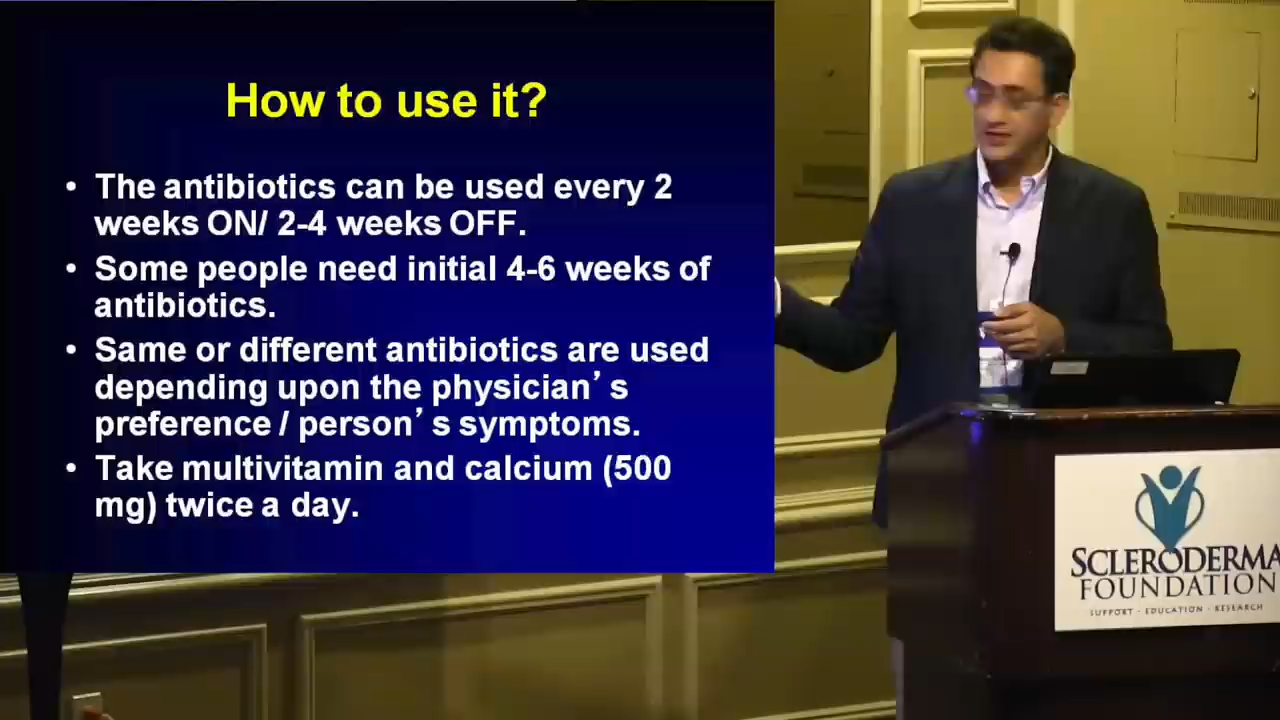 How to use it?
• The antibiotics can be used every 2
weeks ON/ 2-4 weeks OFF.
• Some people need initial 4-6 weeks of
antibiotics.
• Same or different antibiotics are used
depending upon the physician’ s
preference / person’ s symptoms.
• Take multivitamin and calcium (500
mg) twice a day.
SCLERODERMA
FOUNDATION
SUPPORT · EDUCATION · RESEARCH